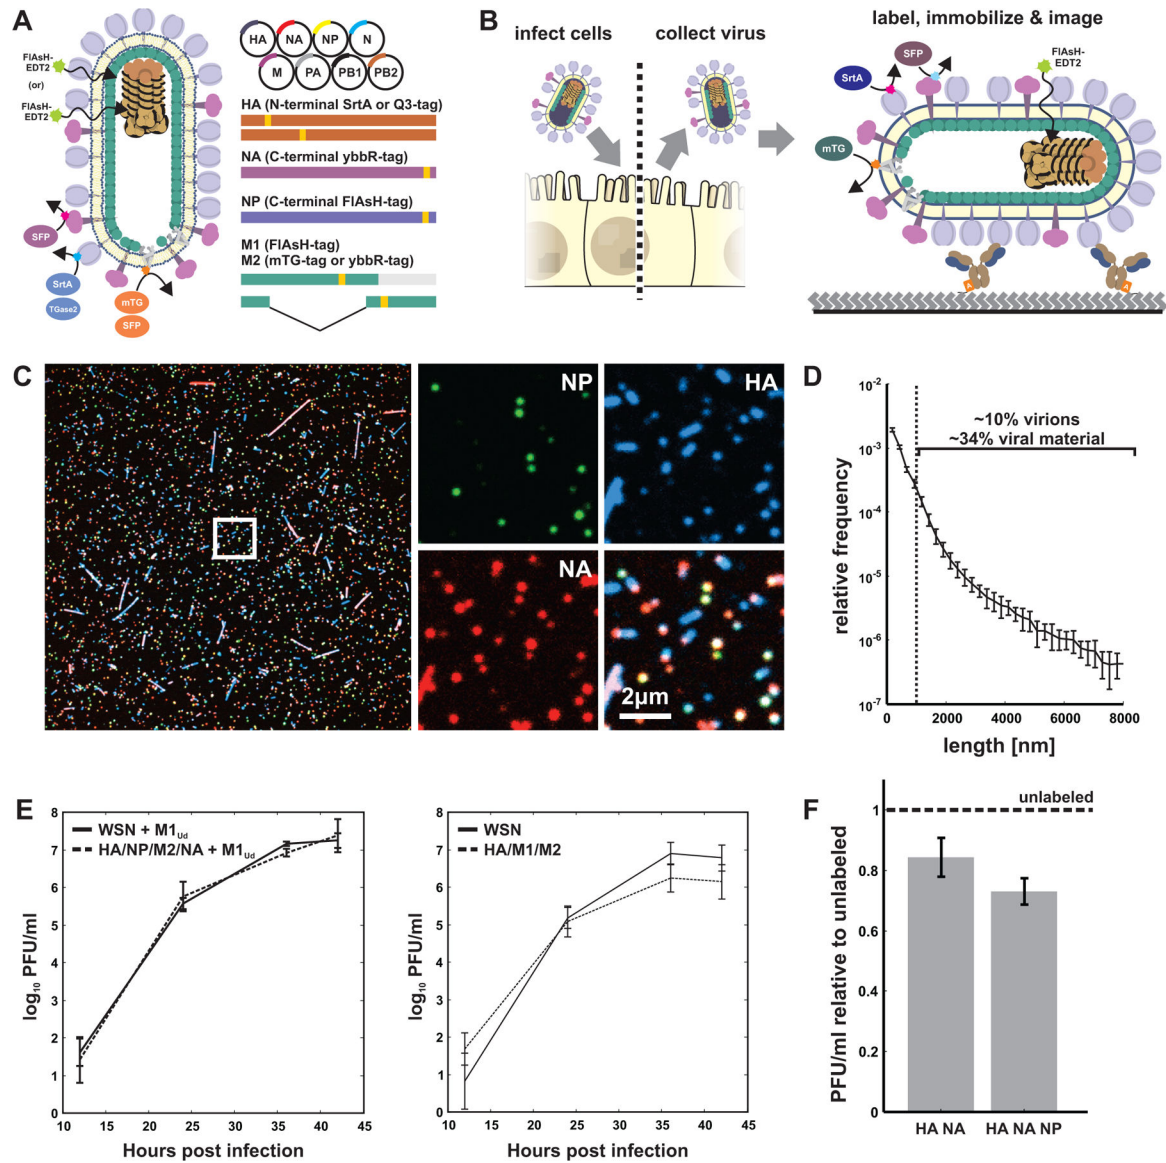 A
FlAsH-
EDT2
(or)
FlAsH-
EDT2
SFP
SrtA
TGase2
mTG
SFP
HA NA NP N
M PA PB1 PB2
HA (N-terminal SrtA or Q3-tag)
NA (C-terminal ybbR-tag)
NP (C-terminal FlAsH-tag)
M1 (FlAsH-tag)
M2 (mTG-tag or ybbR-tag)
B
infect cells
collect virus
label, immobilize & image
SrtA
SFP
FlAsH-
EDT2
mTG
A
A
C
NP
HA
NA
2µm
D
relative frequency
10⁻²
10⁻³
10⁻⁴
10⁻⁵
10⁻⁶
10⁻⁷
~10% virions
~34% viral material
0 2000 4000 6000 8000
length [nm]
E
log₁₀ PFU/ml
8
7
6
5
4
3
2
1
0
WSN + M1Ud
HA/NP/M2/NA + M1Ud
10 15 20 25 30 35 40 45
Hours post infection
log₁₀ PFU/ml
8
7
6
5
4
3
2
1
0
WSN
HA/M1/M2
10 15 20 25 30 35 40 45
Hours post infection
F
PFU/ml relative to unlabeled
1
0.8
0.6
0.4
0.2
0
unlabeled
HA NA HA NA NP